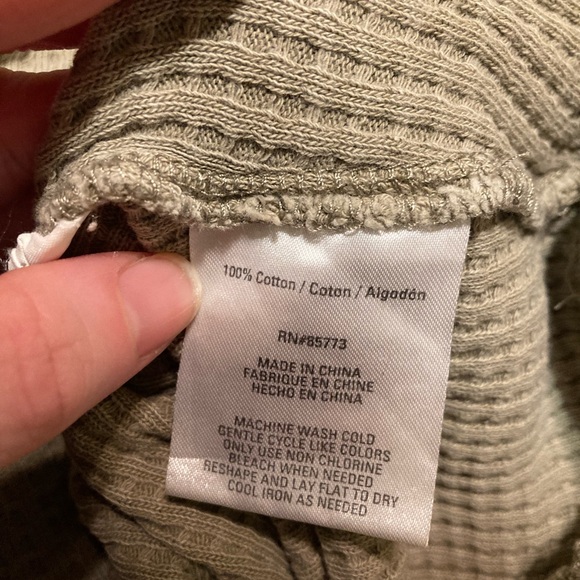 100% Cotton / Coton / Algodón
RN#85773
MADE IN CHINA
FABRIQUE EN CHINE
HECHO EN CHINA
MACHINE WASH COLD
GENTLE CYCLE LIKE COLORS
ONLY USE NON CHLORINE
BLEACH WHEN NEEDED
RESHAPE AND LAY FLAT TO DRY
COOL IRON AS NEEDED